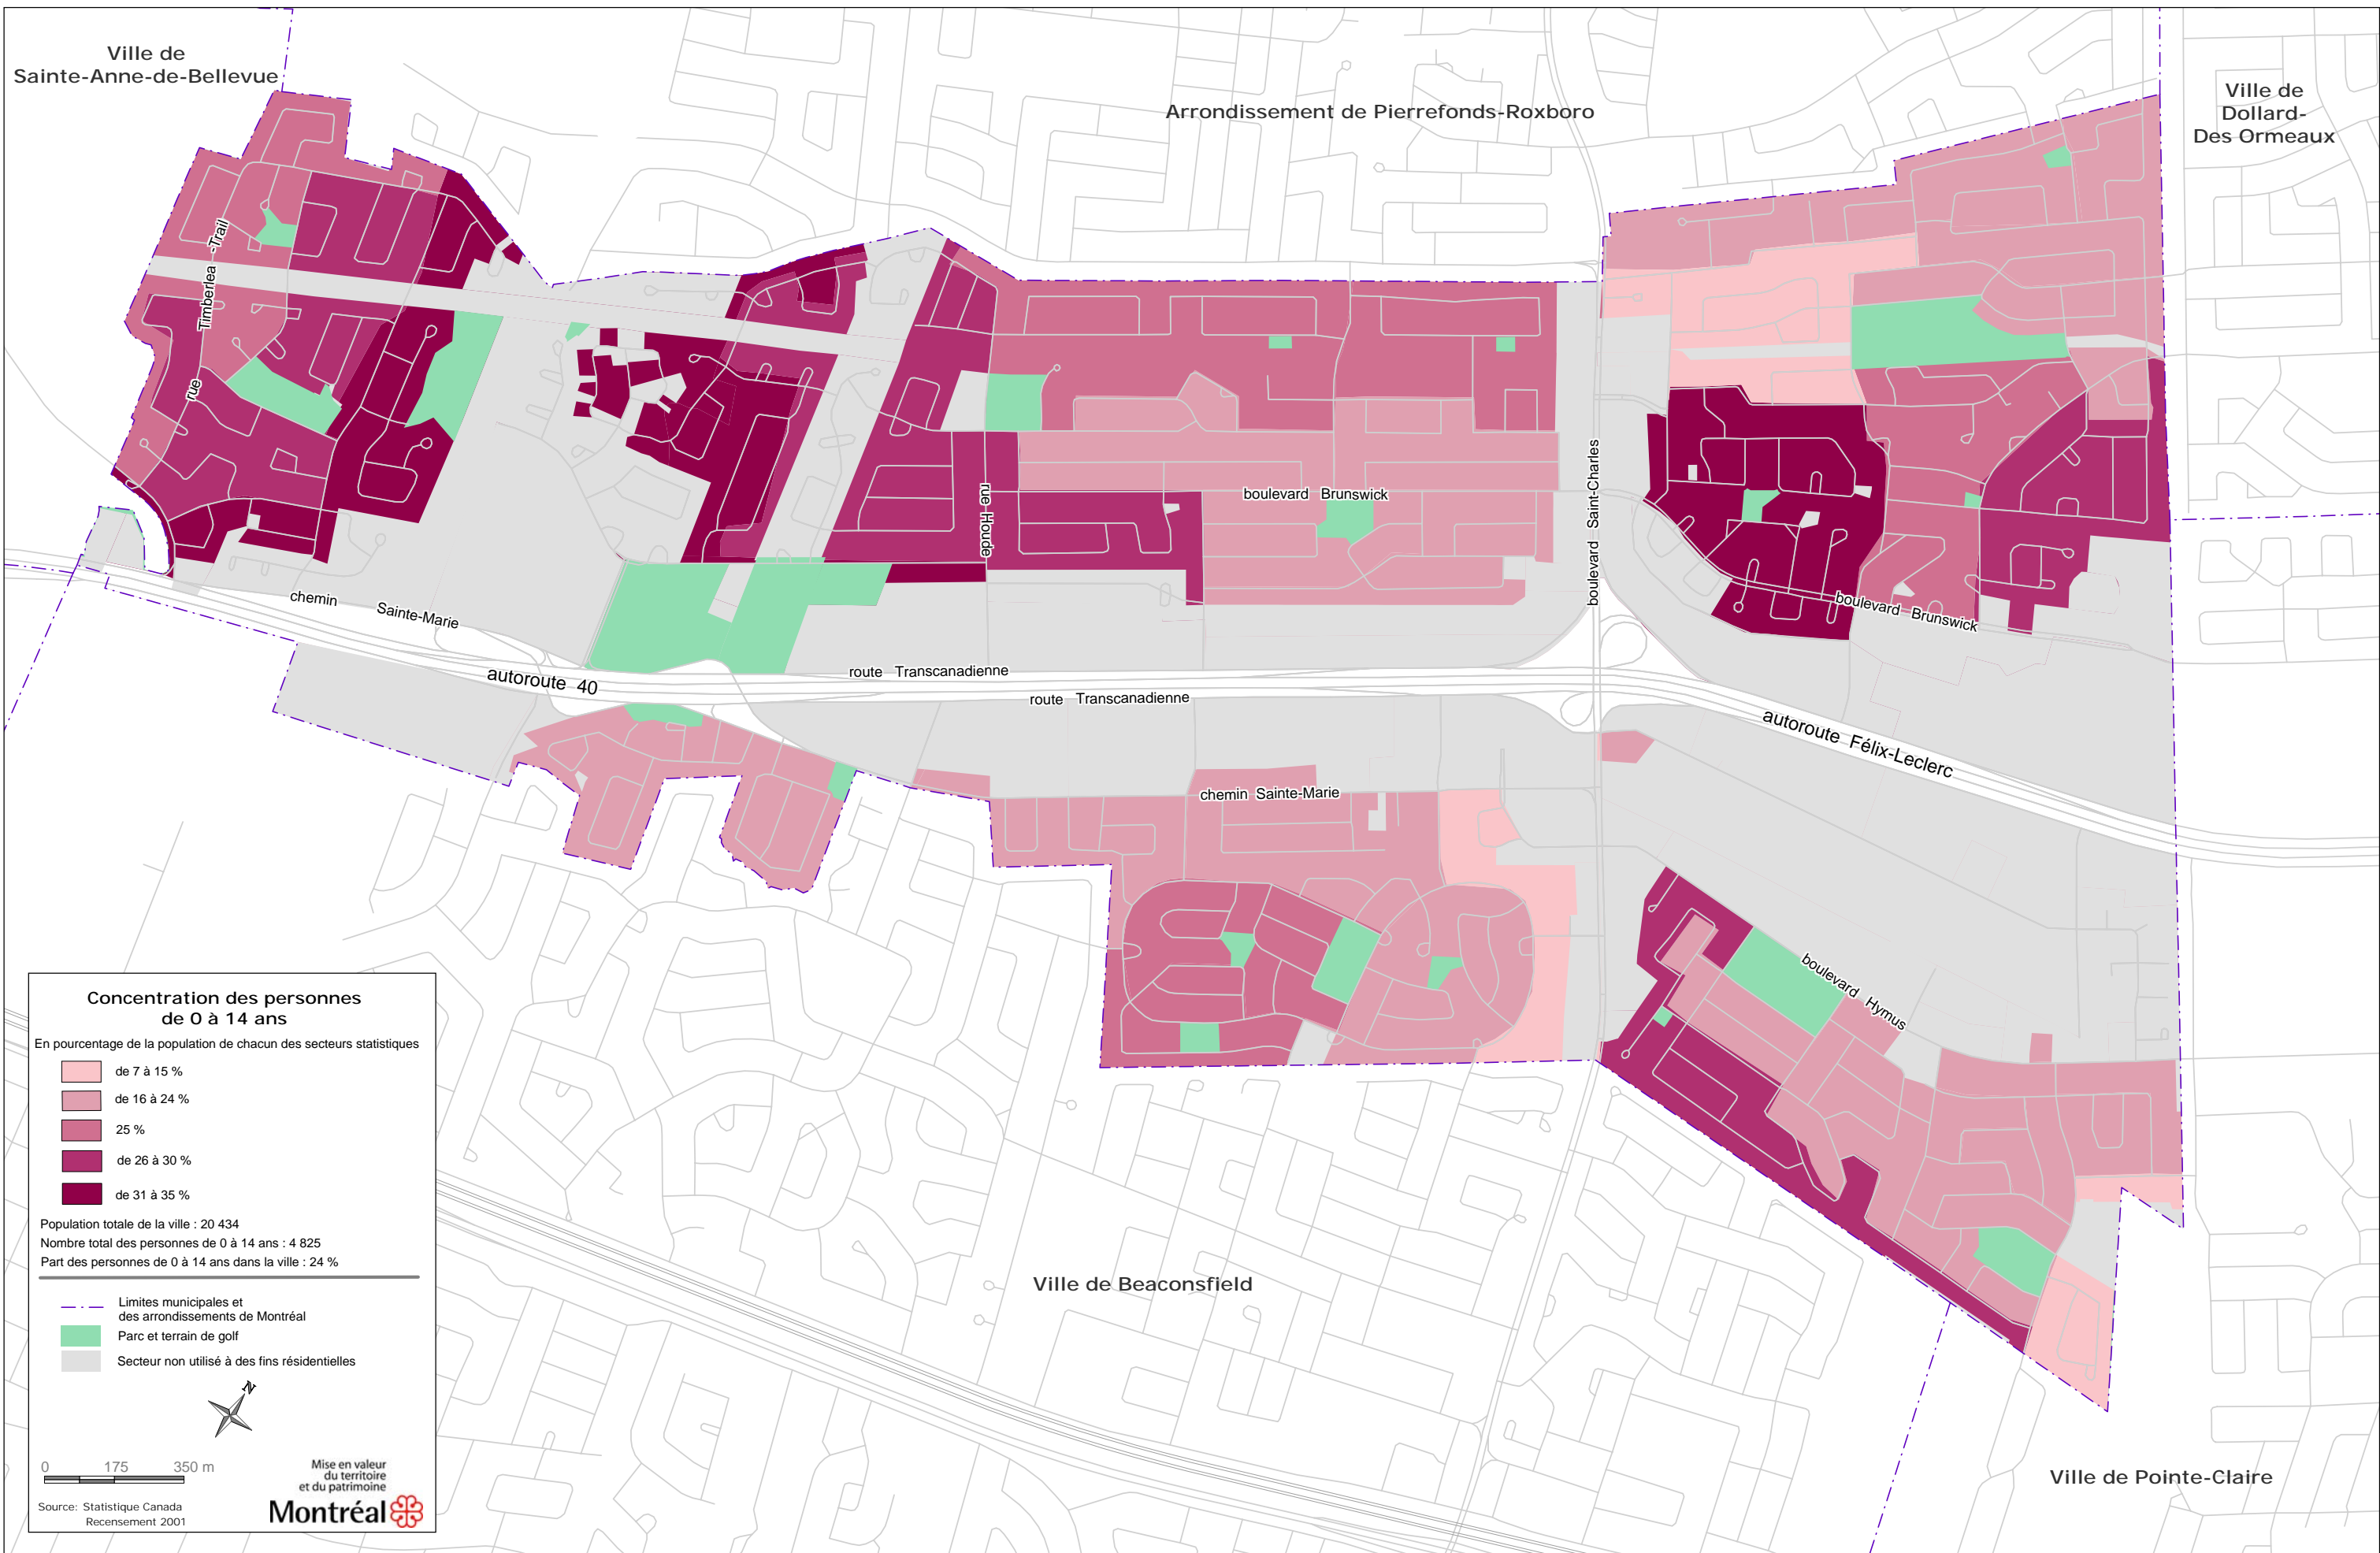 Ville de
Sainte-Anne-de-Bellevue
Arrondissement de Pierrefonds-Roxboro
Ville de
Dollard-
Des Ormeaux
rue Timberlea -Trail
rue Houde
boulevard Brunswick
boulevard Saint-Charles
boulevard Brunswick
chemin Sainte-Marie
autoroute 40
route Transcanadienne
route Transcanadienne
autoroute Félix-Leclerc
chemin Sainte-Marie
boulevard Hymus
Ville de Beaconsfield
Ville de Pointe-Claire
Concentration des personnes
de 0 à 14 ans
En pourcentage de la population de chacun des secteurs statistiques
de 7 à 15 %
de 16 à 24 %
25 %
de 26 à 30 %
de 31 à 35 %
Population totale de la ville : 20 434
Nombre total des personnes de 0 à 14 ans : 4 825
Part des personnes de 0 à 14 ans dans la ville : 24 %
Limites municipales et
des arrondissements de Montréal
Parc et terrain de golf
Secteur non utilisé à des fins résidentielles
N
0 175 350 m
Source: Statistique Canada
Recensement 2001
Mise en valeur
du territoire
et du patrimoine
Montréal